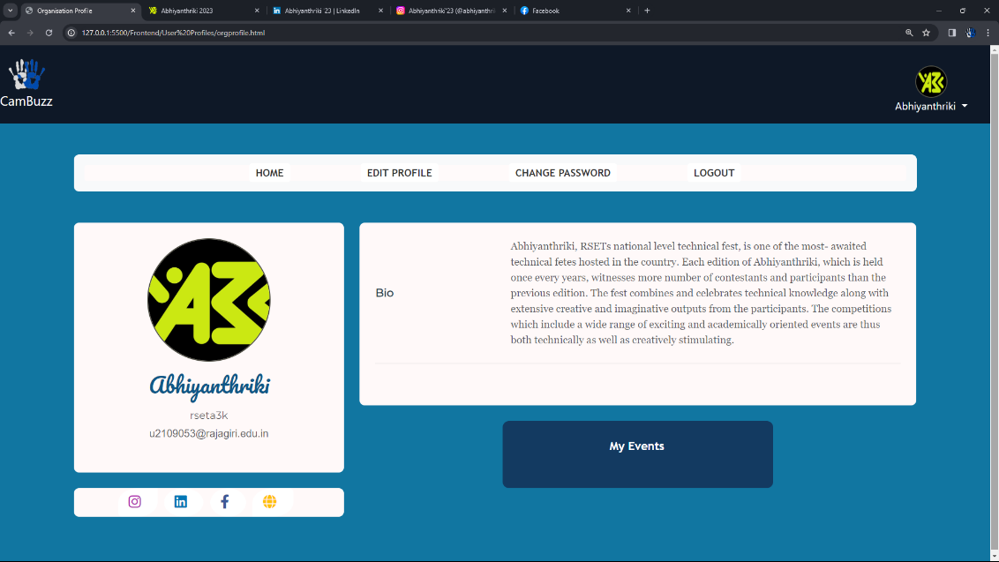 Organisation Profile
Abhiyanthriki 2023
Abhiyanthriki '23 | LinkedIn
Abhiyanthriki'23 (@abhiyanthri
Facebook
127.0.0.1:5500/Frontend/User%20Profiles/orgprofile.html
CamBuzz
A3K
Abhiyanthriki
HOME
EDIT PROFILE
CHANGE PASSWORD
LOGOUT
A3K
Abhiyanthriki
rseta3k
u2109053@rajagiri.edu.in
Bio
Abhiyanthriki, RSETs national level technical fest, is one of the most- awaited
technical fetes hosted in the country. Each edition of Abhiyanthriki, which is held
once every years, witnesses more number of contestants and participants than the
previous edition. The fest combines and celebrates technical knowledge along with
extensive creative and imaginative outputs from the participants. The competitions
which include a wide range of exciting and academically oriented events are thus
both technically as well as creatively stimulating.
My Events